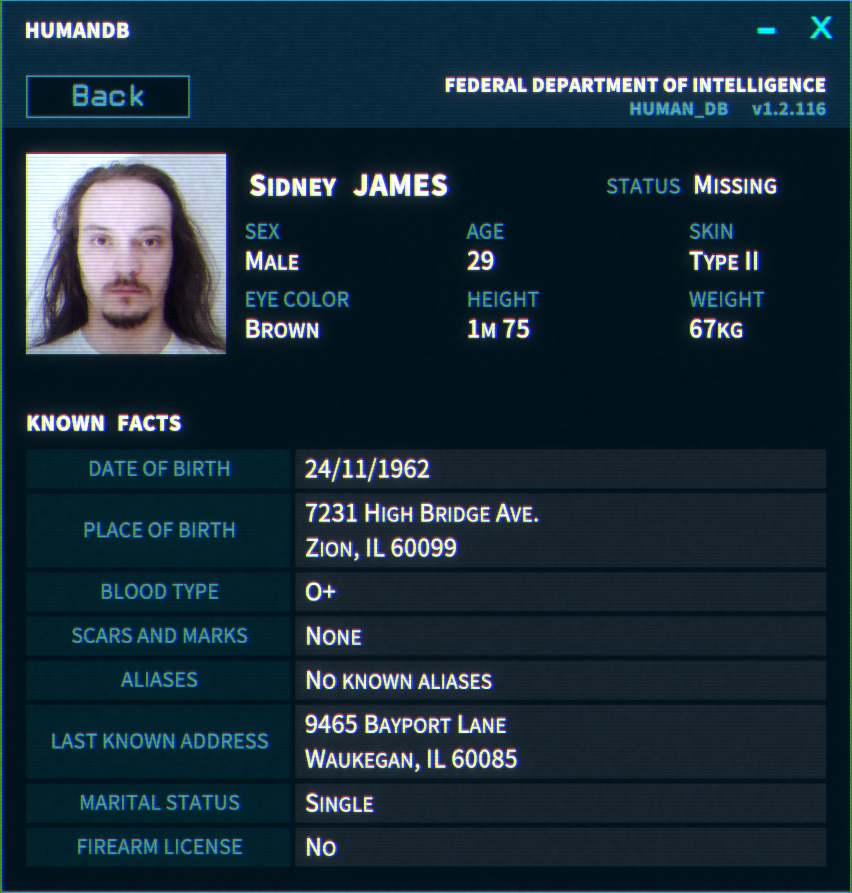 HUMANDB
Back
FEDERAL DEPARTMENT OF INTELLIGENCE
HUMAN_DB v1.2.116
Sidney JAMES
STATUS Missing
SEX AGE SKIN
Male 29 Type II
EYE COLOR HEIGHT WEIGHT
Brown 1m 75 67kg
KNOWN FACTS
DATE OF BIRTH 24/11/1962
PLACE OF BIRTH 7231 High Bridge Ave.
Zion, IL 60099
BLOOD TYPE O+
SCARS AND MARKS None
ALIASES No known aliases
LAST KNOWN ADDRESS 9465 Bayport Lane
Waukegan, IL 60085
MARITAL STATUS Single
FIREARM LICENSE No